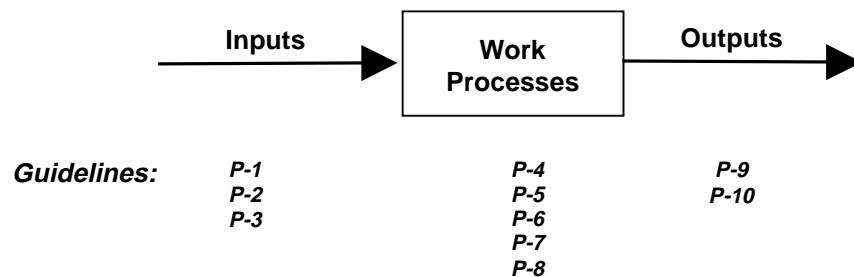 Inputs
Work
Processes
Outputs
Guidelines:
P-1
P-2
P-3
P-4
P-5
P-6
P-7
P-8
P-9
P-10